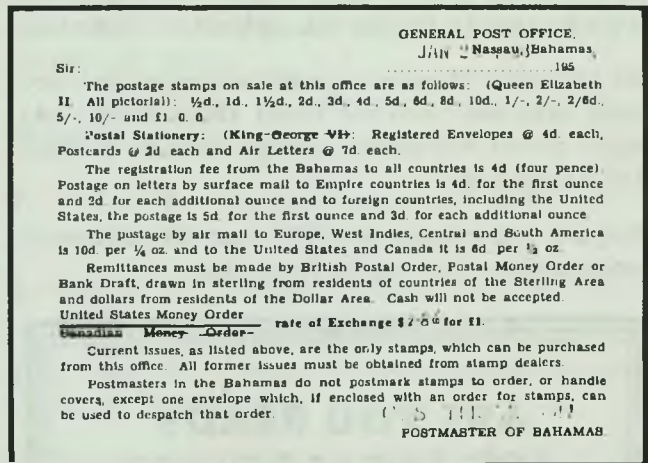 GENERAL POST OFFICE,
JAN Nassau, Bahamas
Sir: 195
The postage stamps on sale at this office are as follows: (Queen Elizabeth
II. All pictorial): ½d., 1d., 1½d., 2d., 3d., 4d., 5d., 6d., 8d., 10d., 1/-, 2/-, 2/6d.,
5/-, 10/- and £1. 0. 0.
Postal Stationery: (King George VI): Registered Envelopes @ 4d. each,
Postcards @ 2d each and Air Letters @ 7d. each.
The registration fee from the Bahamas to all countries is 4d (four pence).
Postage on letters by surface mail to Empire countries is 4d. for the first ounce
and 2d. for each additional ounce and to foreign countries, including the United
States, the postage is 5d. for the first ounce and 3d. for each additional ounce
The postage by air mail to Europe, West Indies, Central and South America
is 10d. per ¼ oz. and to the United States and Canada it is 6d. per ½ oz
Remittances must be made by British Postal Order, Postal Money Order or
Bank Draft, drawn in sterling from residents of countries of the Sterling Area
and dollars from residents of the Dollar Area. Cash will not be accepted.
United States Money Order
Canadian Money Order rate of Exchange $ for £1.
Current issues, as listed above, are the only stamps, which can be purchased
from this office. All former issues must be obtained from stamp dealers.
Postmasters in the Bahamas do not postmark stamps to order, or handle
covers, except one envelope which, if enclosed with an order for stamps, can
be used to despatch that order.
POSTMASTER OF BAHAMAS.